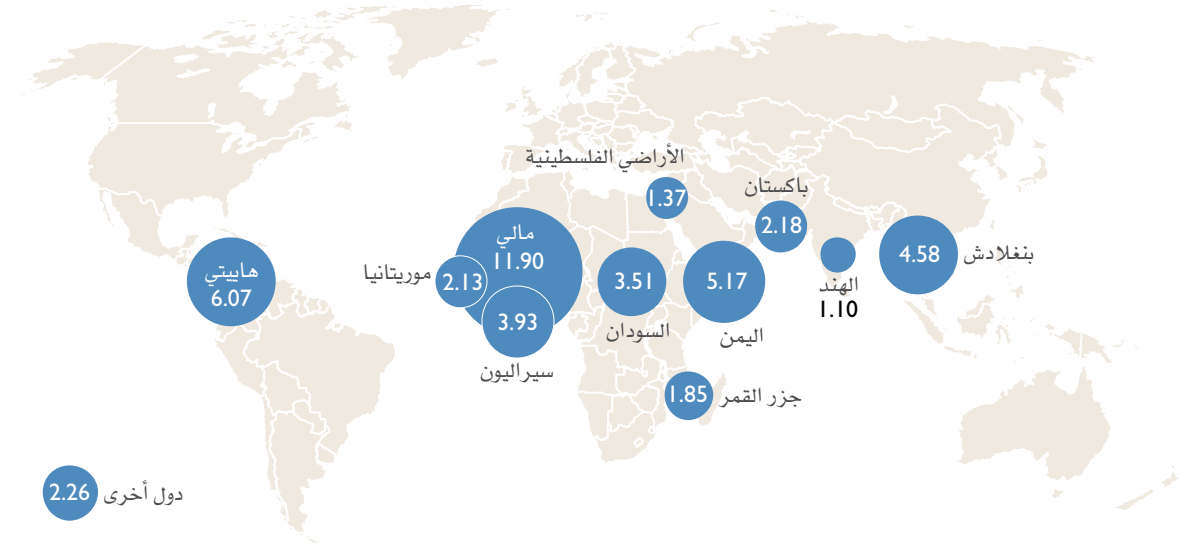 الأراضي الفلسطينية
1.37
باكستان
2.18
بنغلادش
4.58
الهند
1.10
اليمن
5.17
السودان
3.51
مالي
11.90
موريتانيا
2.13
سيراليون
3.93
هاييتي
6.07
جزر القمر
1.85
دول أخرى
2.26